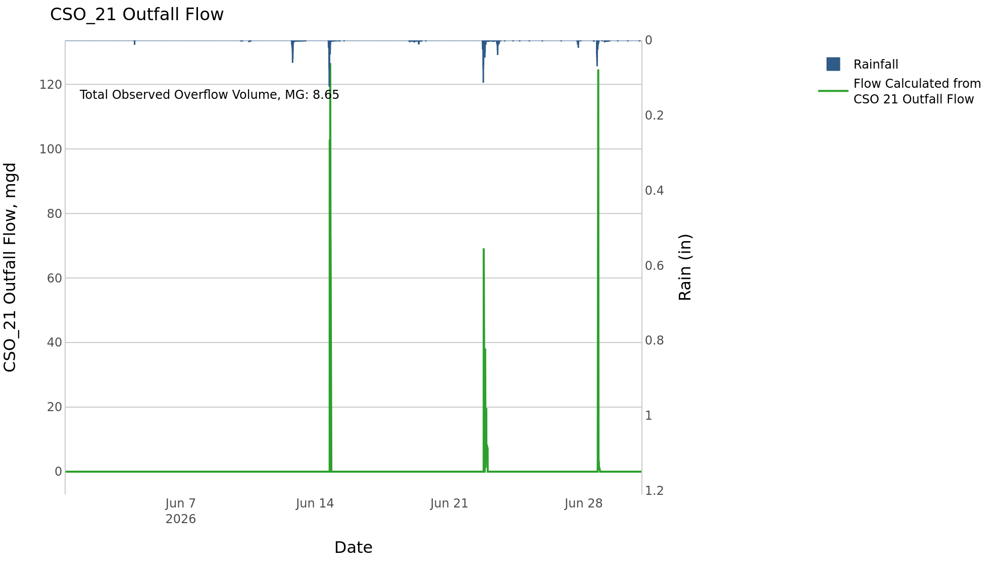 CSO_21 Outfall Flow
Total Observed Overflow Volume, MG: 8.65
CSO_21 Outfall Flow, mgd
120
100
80
60
40
20
0
0
0.2
0.4
0.6
0.8
1
1.2
Rain (in)
Jun 7
2026
Jun 14
Jun 21
Jun 28
Date
Rainfall
Flow Calculated from
CSO 21 Outfall Flow